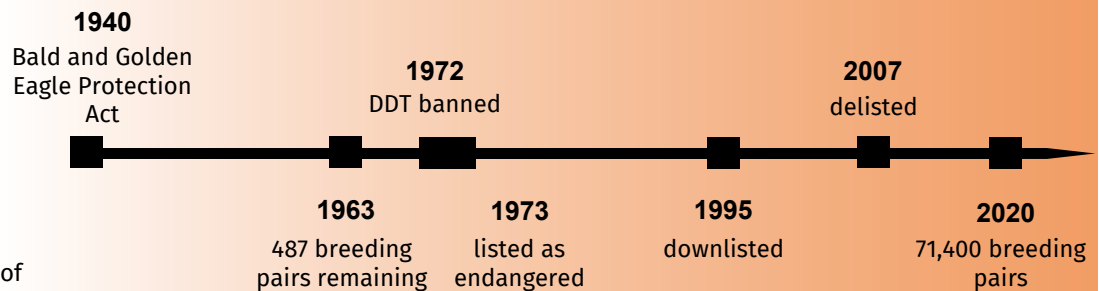 1940
Bald and Golden
Eagle Protection
Act
1972
DDT banned
2007
delisted
1963
487 breeding
pairs remaining
1973
listed as
endangered
1995
downlisted
2020
71,400 breeding
pairs
of